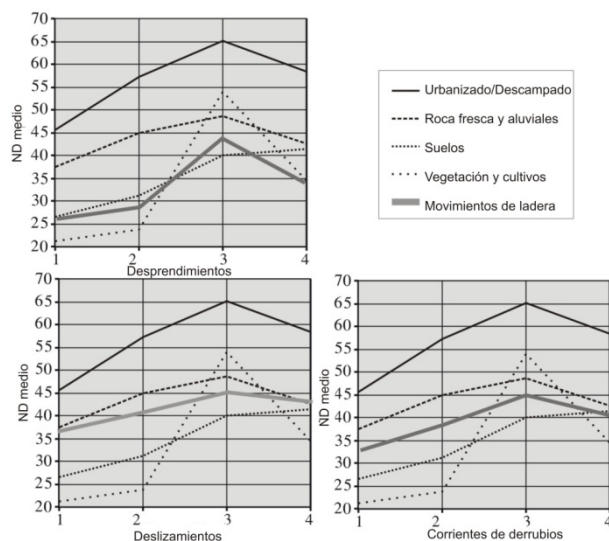 65
60
55
50
45
40
35
30
25
20
ND medio
1 2 3 4
Desprendimientos
Urbanizado/Descampado
Roca fresca y aluviales
Suelos
Vegetación y cultivos
Movimientos de ladera
70
65
60
55
50
45
40
35
30
25
20
ND medio
1 2 3 4
Deslizamientos
70
65
60
55
50
45
40
35
30
25
20
ND medio
1 2 3 4
Corrientes de derrubios